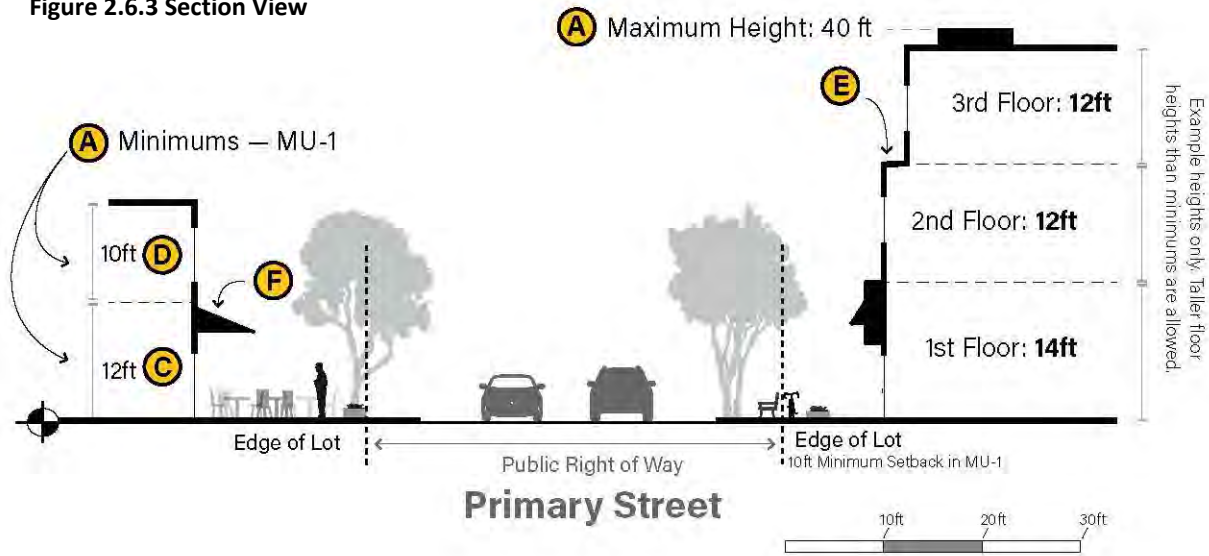 Figure 2.6.3 Section View
A Maximum Height: 40 ft
E
3rd Floor: 12ft
A Minimums — MU-1
2nd Floor: 12ft
10ft D
F
12ft C
1st Floor: 14ft
Example heights only. Taller floor
heights than minimums are allowed.
Edge of Lot
Edge of Lot
Public Right of Way
10ft Minimum Setback in MU-1
Primary Street
10ft 20ft 30ft